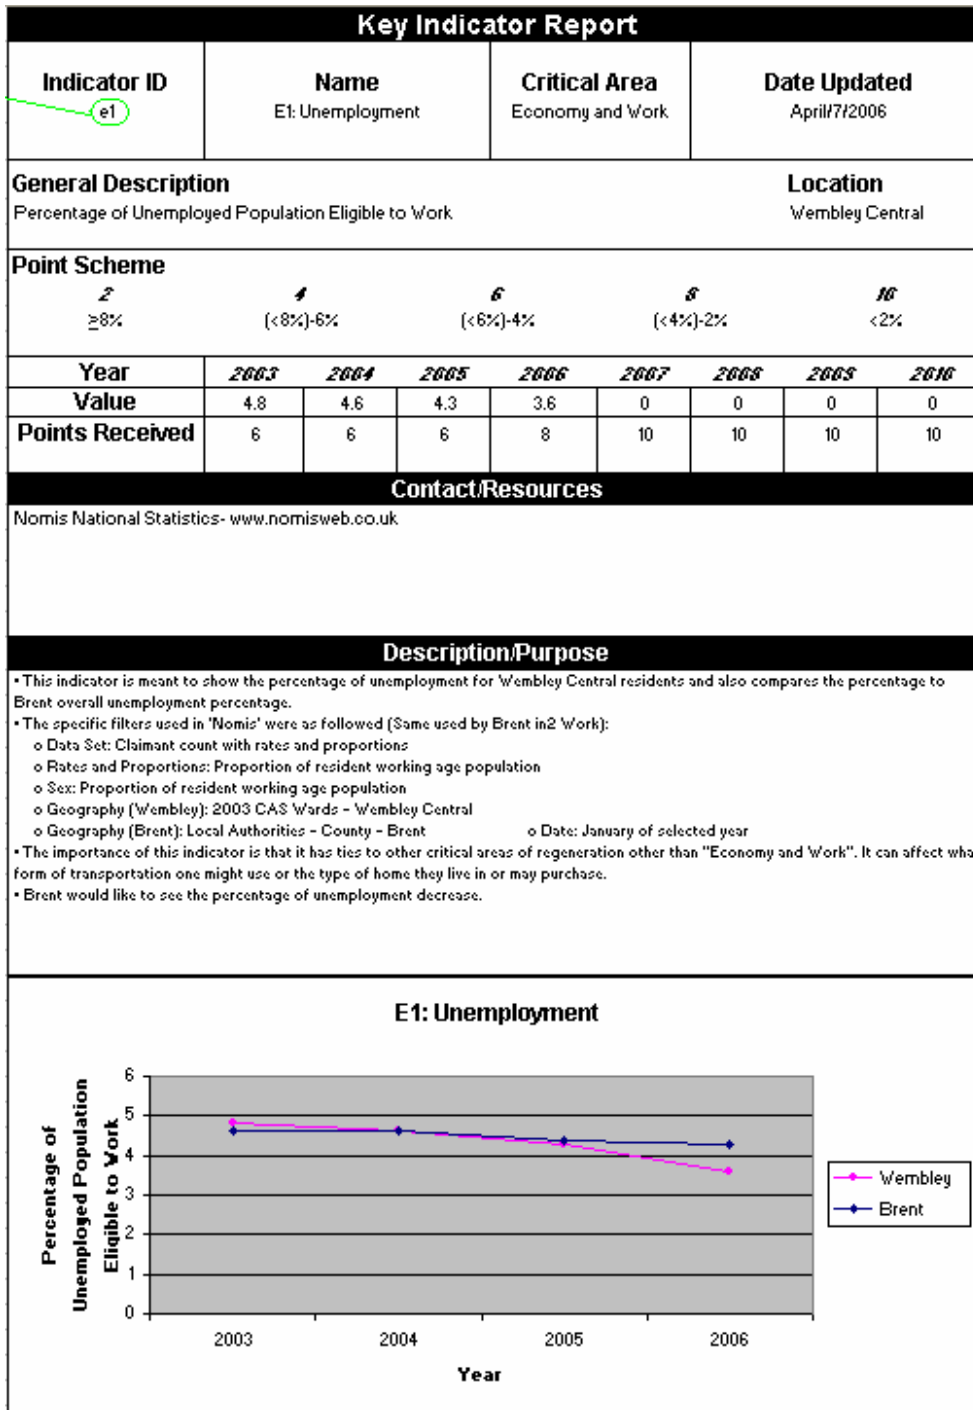 Key Indicator Report
Indicator ID Name Critical Area Date Updated
e1 E1: Unemployment Economy and Work April/7/2006
General Description Location
Percentage of Unemployed Population Eligible to Work Wembley Central
Point Scheme
2 4 6 8 10
≥8% (<8%)-6% (<6%)-4% (<4%)-2% <2%
Year 2003 2004 2005 2006 2007 2008 2009 2010
Value 4.8 4.6 4.3 3.6 0 0 0 0
Points Received 6 6 6 8 10 10 10 10
Contact/Resources
Nomis National Statistics- www.nomisweb.co.uk
Description/Purpose
• This indicator is meant to show the percentage of unemployment for Wembley Central residents and also compares the percentage to
Brent overall unemployment percentage.
• The specific filters used in 'Nomis' were as followed (Same used by Brent in2 Work):
o Data Set: Claimant count with rates and proportions
o Rates and Proportions: Proportion of resident working age population
o Sex: Proportion of resident working age population
o Geography (Wembley): 2003 CAS Wards - Wembley Central
o Geography (Brent): Local Authorities - County - Brent o Date: January of selected year
• The importance of this indicator is that it has ties to other critical areas of regeneration other than "Economy and Work". It can affect wha
form of transportation one might use or the type of home they live in or may purchase.
• Brent would like to see the percentage of unemployment decrease.
E1: Unemployment
Percentage of
Unemployed Population
Eligible to Work
6
5
4
3
2
1
0
2003 2004 2005 2006
Year
Wembley
Brent